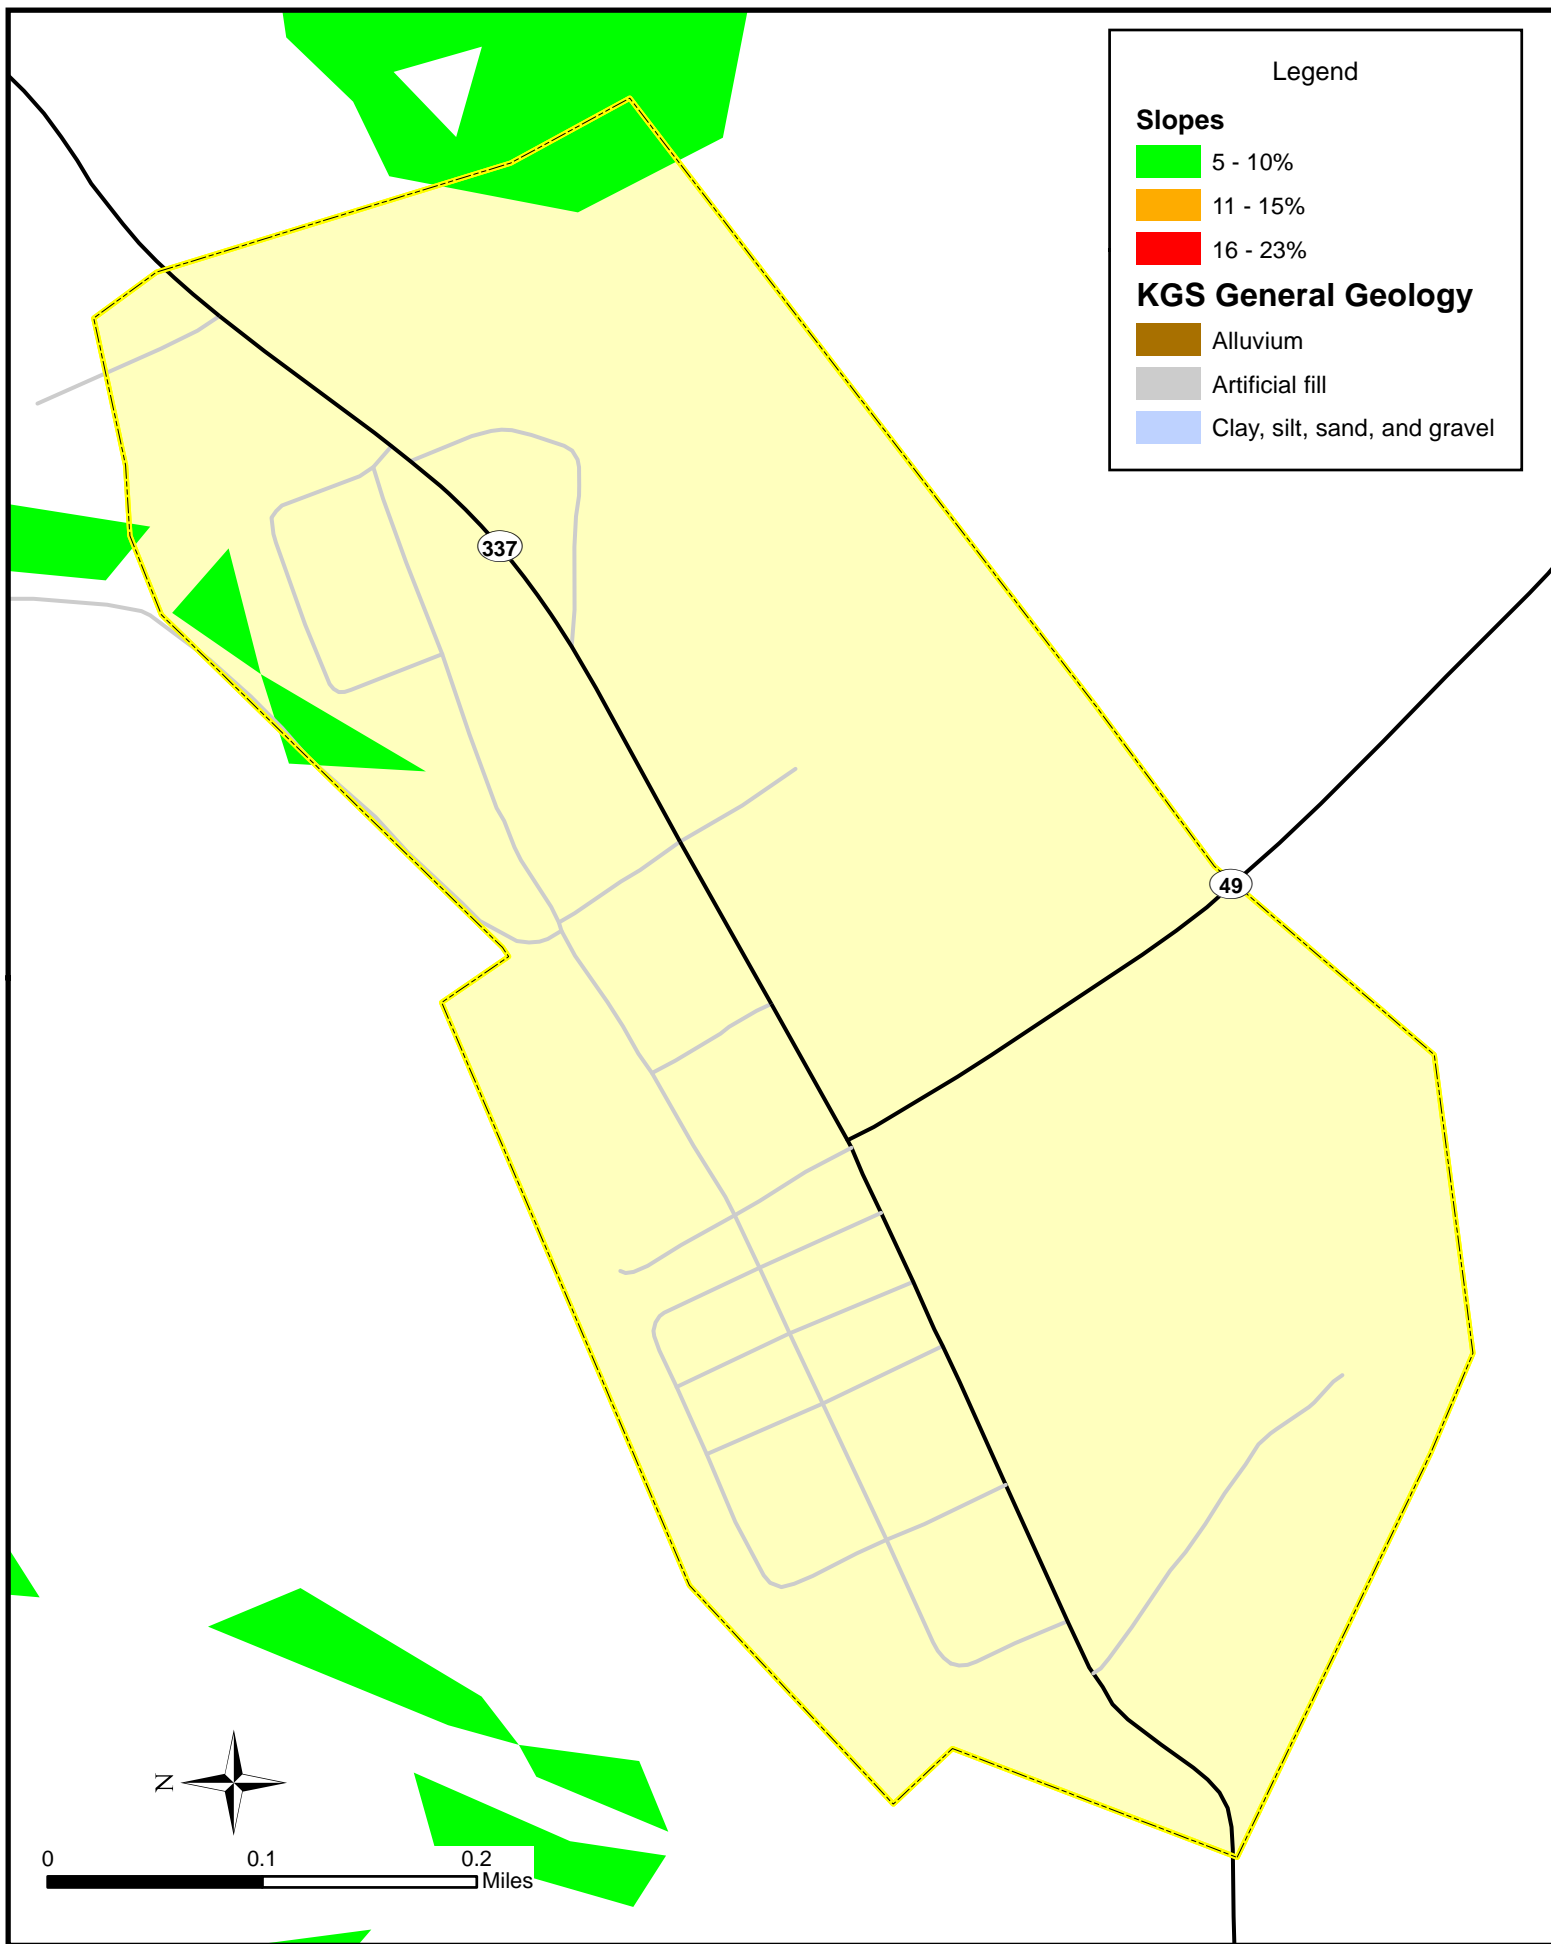 Legend
Slopes
5 - 10%
11 - 15%
16 - 23%
KGS General Geology
Alluvium
Artificial fill
Clay, silt, sand, and gravel
337
49
N
0 0.1 0.2
Miles